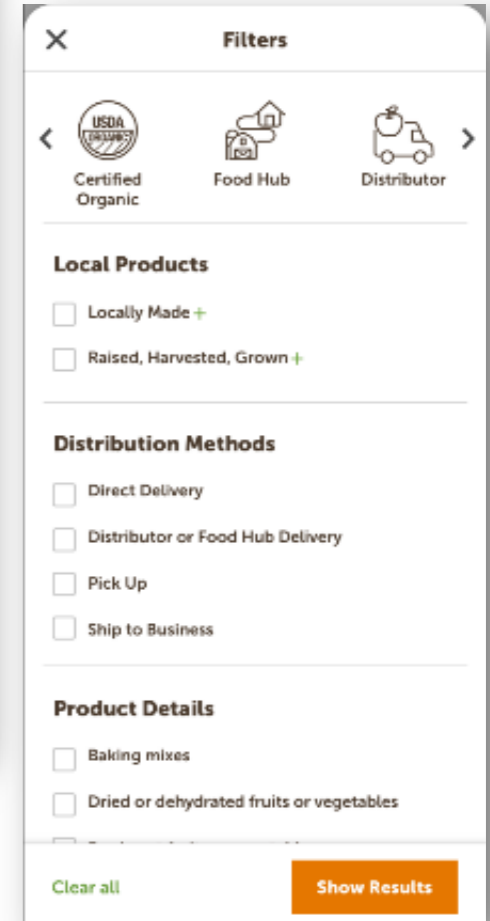 Filters
USDA
ORGANIC
Certified
Organic
Food Hub
Distributor
Local Products
Locally Made +
Raised, Harvested, Grown +
Distribution Methods
Direct Delivery
Distributor or Food Hub Delivery
Pick Up
Ship to Business
Product Details
Baking mixes
Dried or dehydrated fruits or vegetables
Clear all
Show Results